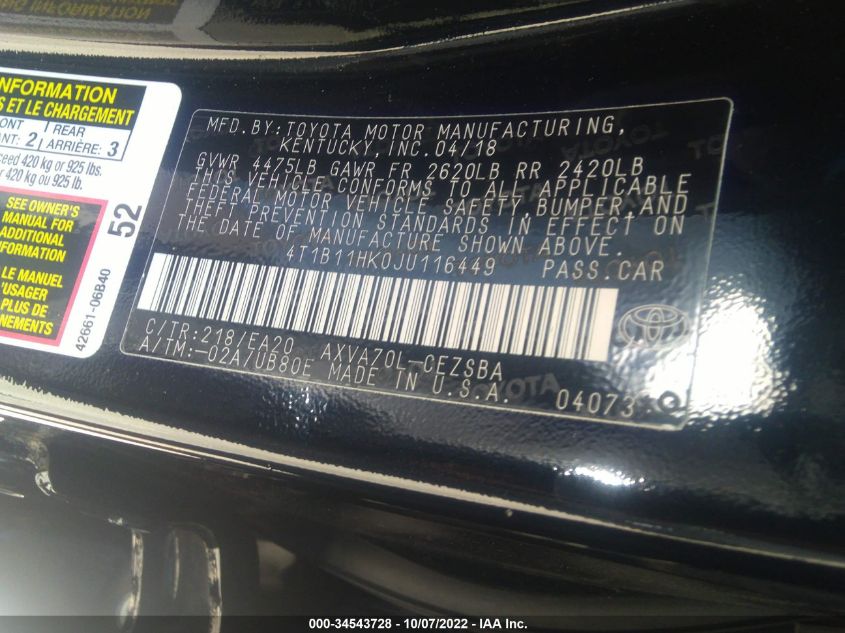 INFORMATION
S ET LE CHARGEMENT
ONT
ANT: 2
REAR
ARRIÈRE: 3
ceed 420 kg or 925 lbs.
420 kg ou 925 lb.
SEE OWNER'S
MANUAL FOR
ADDITIONAL
INFORMATION
LE MANUEL
'USAGER
PLUS DE
NEMENTS
52
42661-06B40
MFD.BY:TOYOTA MOTOR MANUFACTURING,
KENTUCKY,INC.04/18
GVWR 4475LB GAWR FR 2620LB RR 2420LB
THIS VEHICLE CONFORMS TO ALL APPLICABLE
FEDERAL MOTOR VEHICLE SAFETY,BUMPER,AND
THEFT PREVENTION STANDARDS IN EFFECT ON
THE DATE OF MANUFACTURE SHOWN ABOVE.
4T1B11HK0JU116449 PASS.CAR
C/TR:218/EA20 AXVA70L-CEZSBA
A/TM:-02A/UB80E MADE IN U.S.A.
04073
TOYOTA
000-34543728 - 10/07/2022 - IAA Inc.